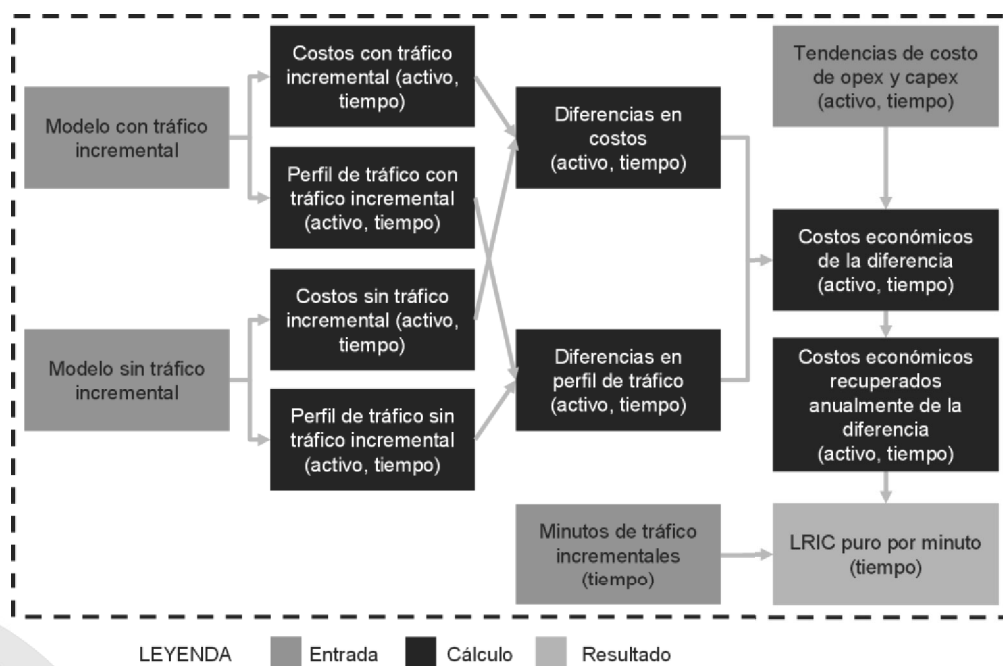 Modelo con tráfico
incremental
Modelo sin tráfico
incremental
Costos con tráfico
incremental (activo,
tiempo)
Perfil de tráfico con
tráfico incremental
(activo, tiempo)
Costos sin tráfico
incremental (activo,
tiempo)
Perfil de tráfico sin
tráfico incremental
(activo, tiempo)
Diferencias en
costos
(activo, tiempo)
Diferencias en
perfil de tráfico
(activo, tiempo)
Minutos de tráfico
incrementales
(tiempo)
Tendencias de costo
de opex y capex
(activo, tiempo)
Costos económicos
de la diferencia
(activo, tiempo)
Costos económicos
recuperados
anualmente de la
diferencia
(activo, tiempo)
LRIC puro por minuto
(tiempo)
LEYENDA Entrada Cálculo Resultado